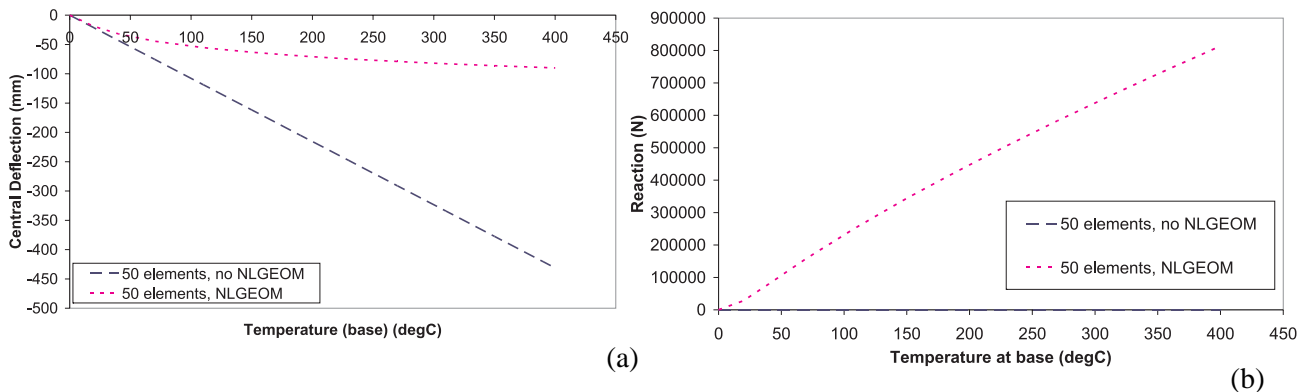 0
-50
-100
-150
-200
-250
-300
-350
-400
-450
-500
0 50 100 150 200 250 300 350 400 450
Central Deflection (mm)
50 elements, no NLGEOM
50 elements, NLGEOM
Temperature (base) (degC)
(a)
900000
800000
700000
600000
500000
400000
300000
200000
100000
0
0 50 100 150 200 250 300 350 400 450
Reaction (N)
50 elements, no NLGEOM
50 elements, NLGEOM
Temperature at base (degC)
(b)